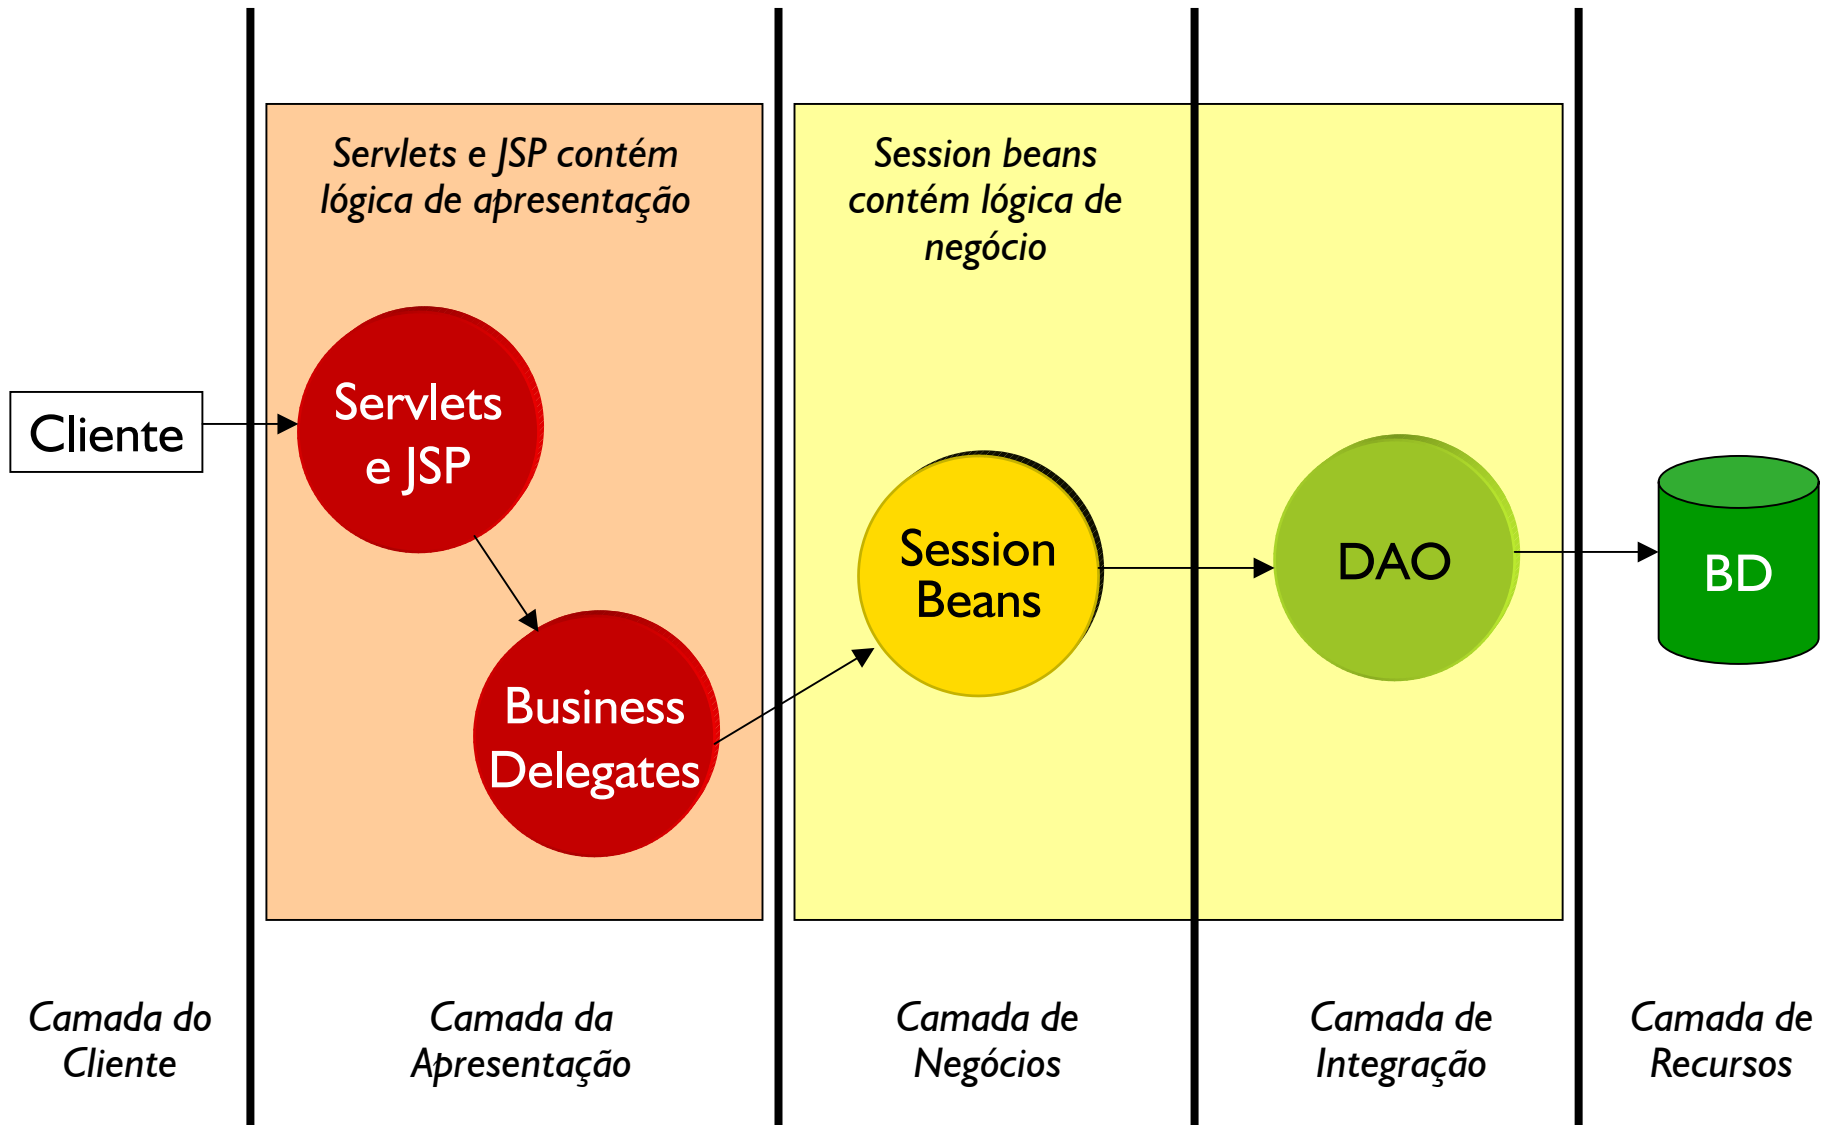 Servlets e JSP contém
lógica de apresentação
Session beans
contém lógica de
negócio
Cliente
Servlets
e JSP
Business
Delegates
Session
Beans
DAO
BD
Camada do
Cliente
Camada da
Apresentação
Camada de
Negócios
Camada de
Integração
Camada de
Recursos